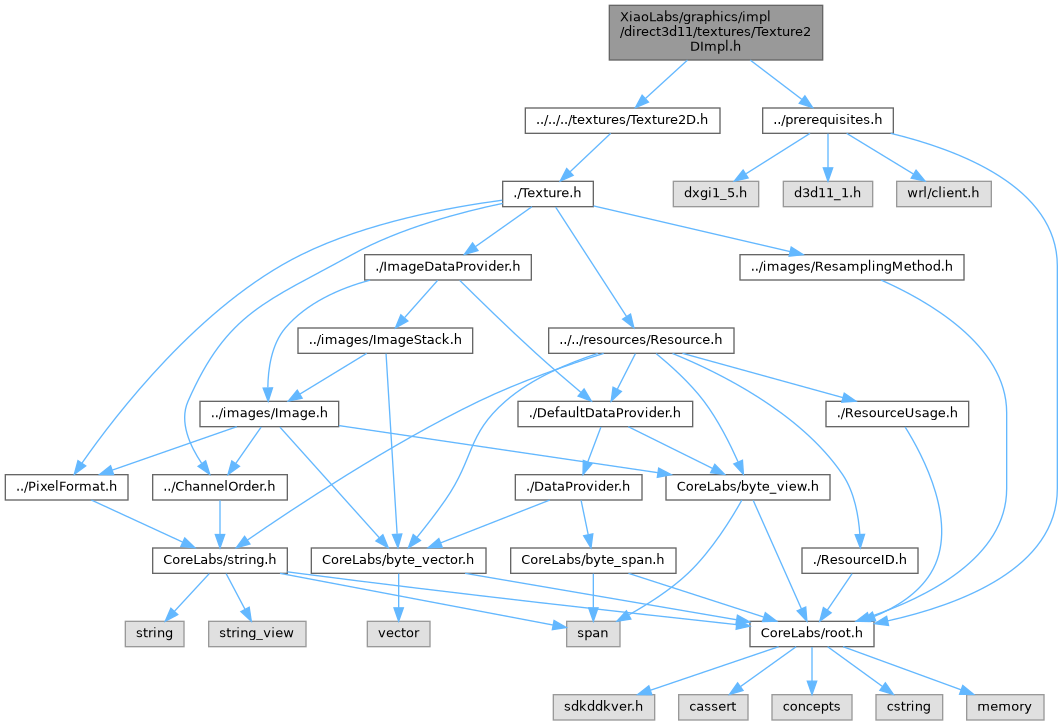 XiaoLabs/graphics/impl
/direct3d11/textures/Texture2
DImpl.h
../../../textures/Texture2D.h
../prerequisites.h
./Texture.h
dxgi1_5.h
d3d11_1.h
wrl/client.h
./ImageDataProvider.h
../images/ResamplingMethod.h
../images/ImageStack.h
../../resources/Resource.h
../images/Image.h
./DefaultDataProvider.h
./ResourceUsage.h
../PixelFormat.h
../ChannelOrder.h
./DataProvider.h
CoreLabs/byte_view.h
CoreLabs/string.h
CoreLabs/byte_vector.h
CoreLabs/byte_span.h
./ResourceID.h
string
string_view
vector
span
CoreLabs/root.h
sdkddkver.h
cassert
concepts
cstring
memory